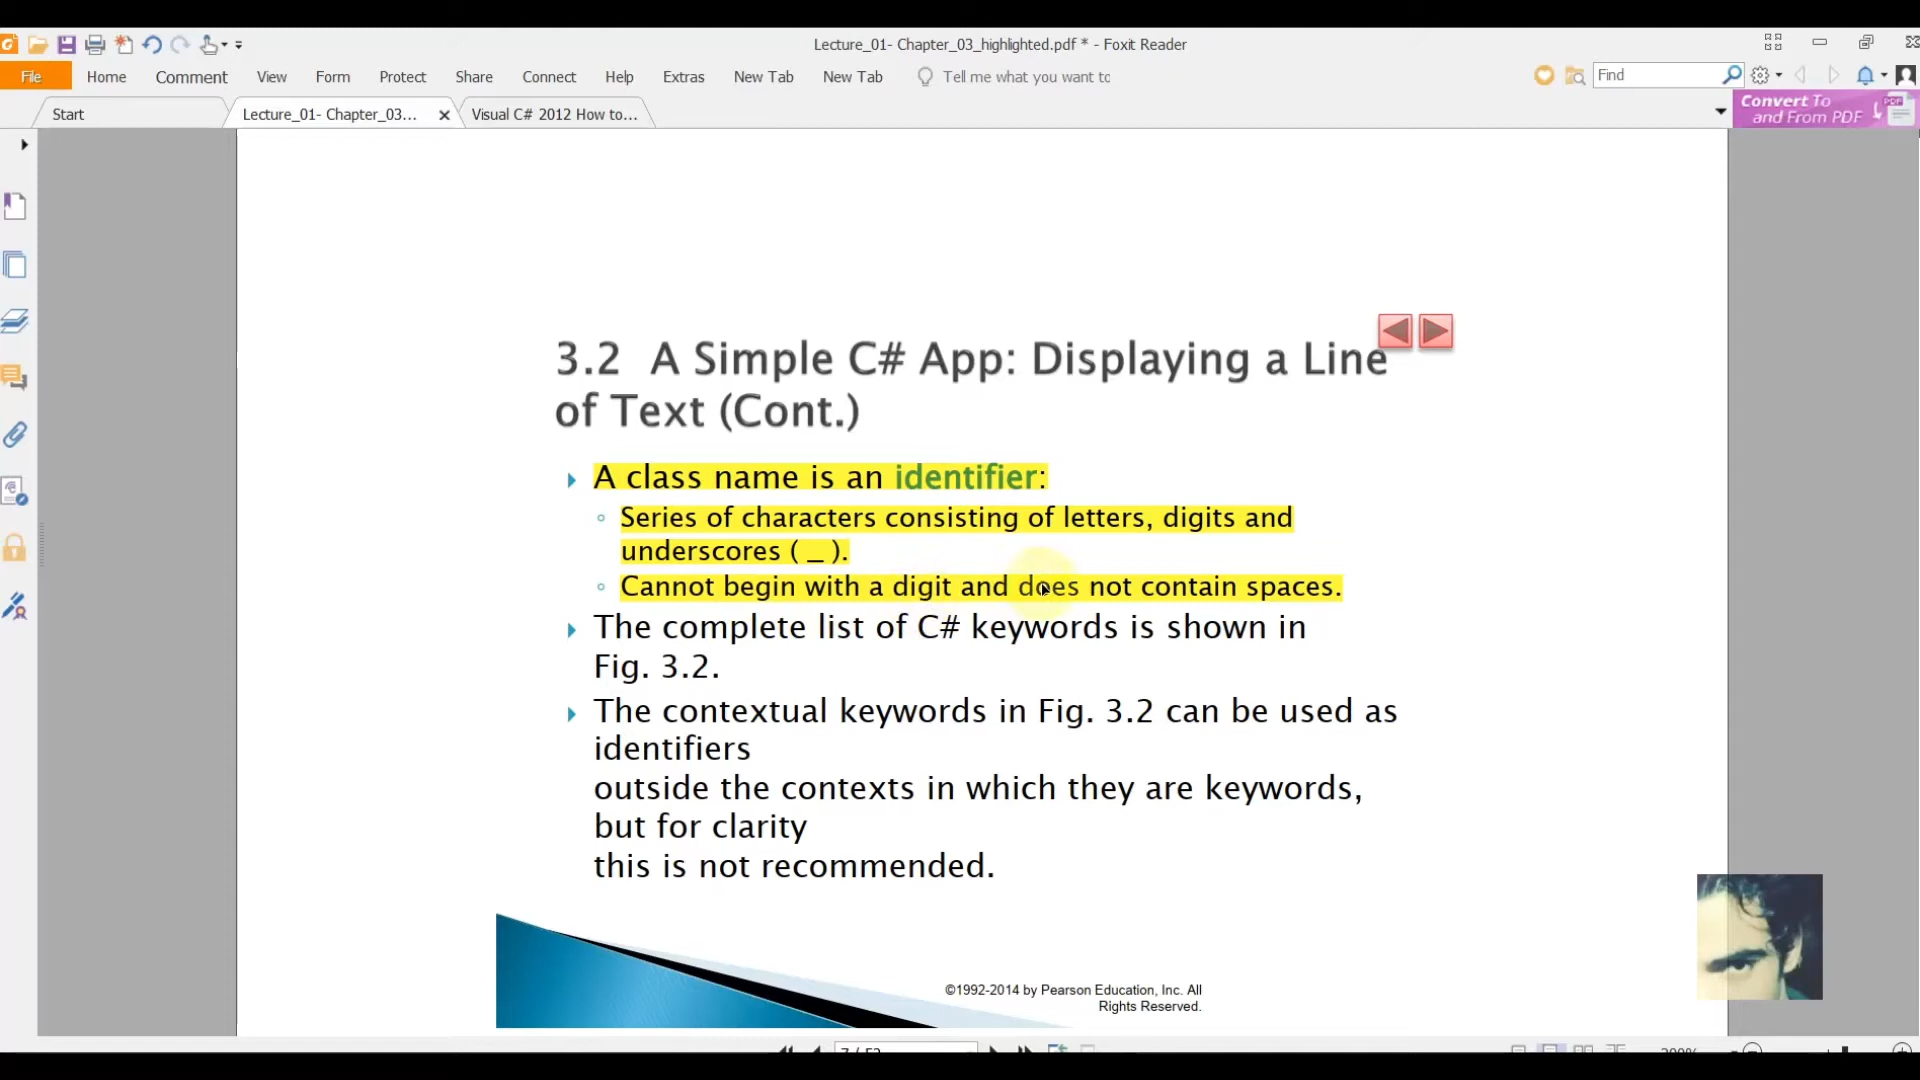 Lecture_01- Chapter_03_highlighted.pdf * - Foxit Reader
File Home Comment View Form Protect Share Connect Help Extras New Tab New Tab Tell me what you want to Find
Start Lecture_01- Chapter_03... Visual C# 2012 How to...
Convert To
and From PDF
3.2 A Simple C# App: Displaying a Line
of Text (Cont.)
A class name is an identifier:
Series of characters consisting of letters, digits and
underscores ( _ ).
Cannot begin with a digit and does not contain spaces.
The complete list of C# keywords is shown in
Fig. 3.2.
The contextual keywords in Fig. 3.2 can be used as
identifiers
outside the contexts in which they are keywords,
but for clarity
this is not recommended.
©1992-2014 by Pearson Education, Inc. All
Rights Reserved.
7 / 52